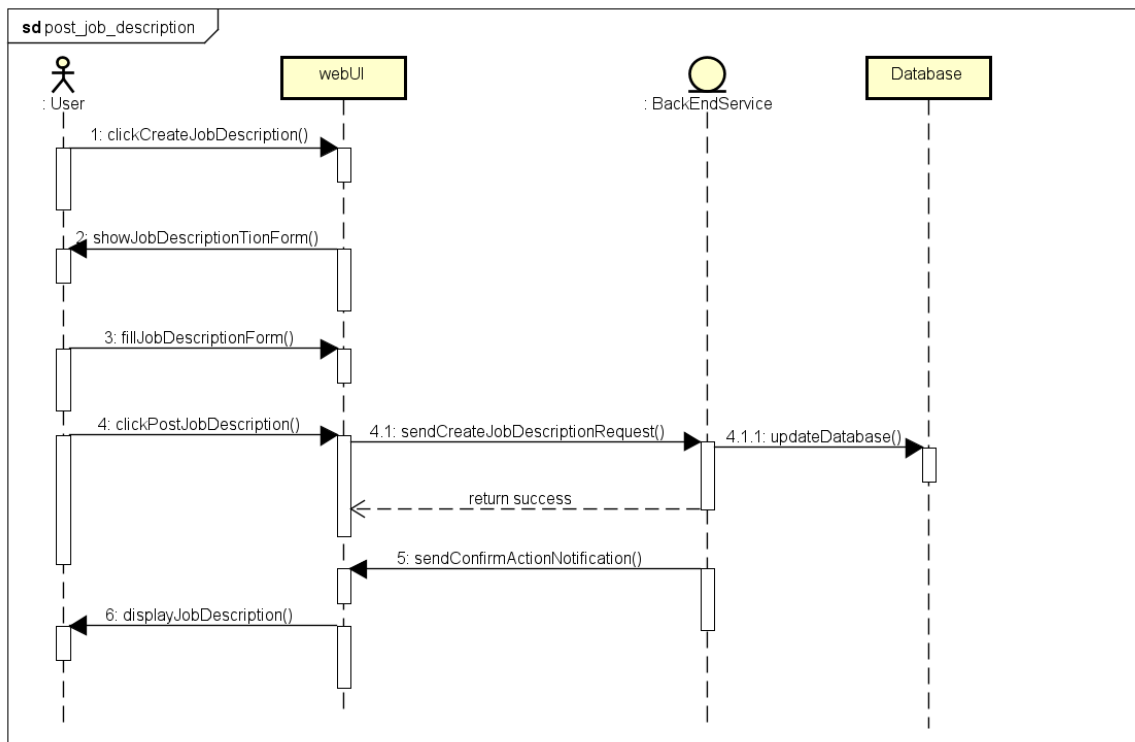 sd post_job_description
: User
webUI
: BackEndService
Database
1: clickCreateJobDescription()
2: showJobDescriptionTionForm()
3: fillJobDescriptionForm()
4: clickPostJobDescription()
4.1: sendCreateJobDescriptionRequest()
4.1.1: updateDatabase()
return success
5: sendConfirmActionNotification()
6: displayJobDescription()